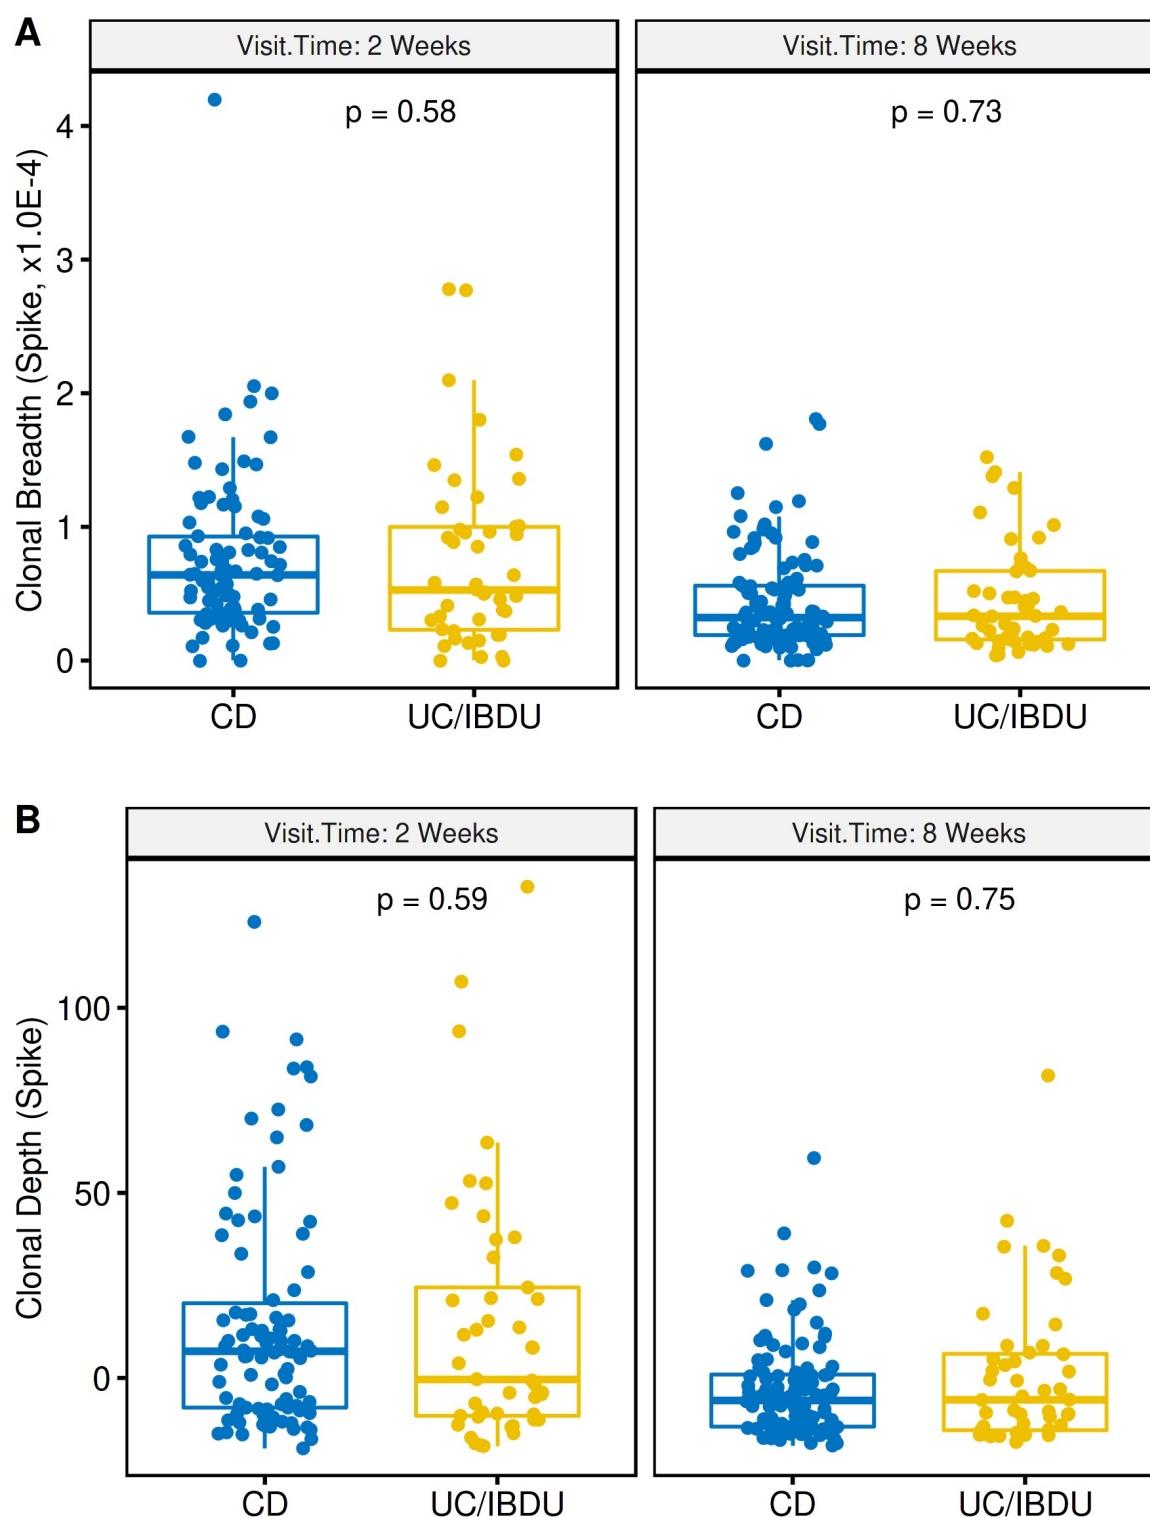 A
Visit.Time: 2 Weeks
Visit.Time: 8 Weeks
Clonal Breadth (Spike, x1.0E-4)
4
3
2
1
0
p = 0.58
p = 0.73
CD
UC/IBDU
CD
UC/IBDU
B
Visit.Time: 2 Weeks
Visit.Time: 8 Weeks
Clonal Depth (Spike)
100
50
0
p = 0.59
p = 0.75
CD
UC/IBDU
CD
UC/IBDU